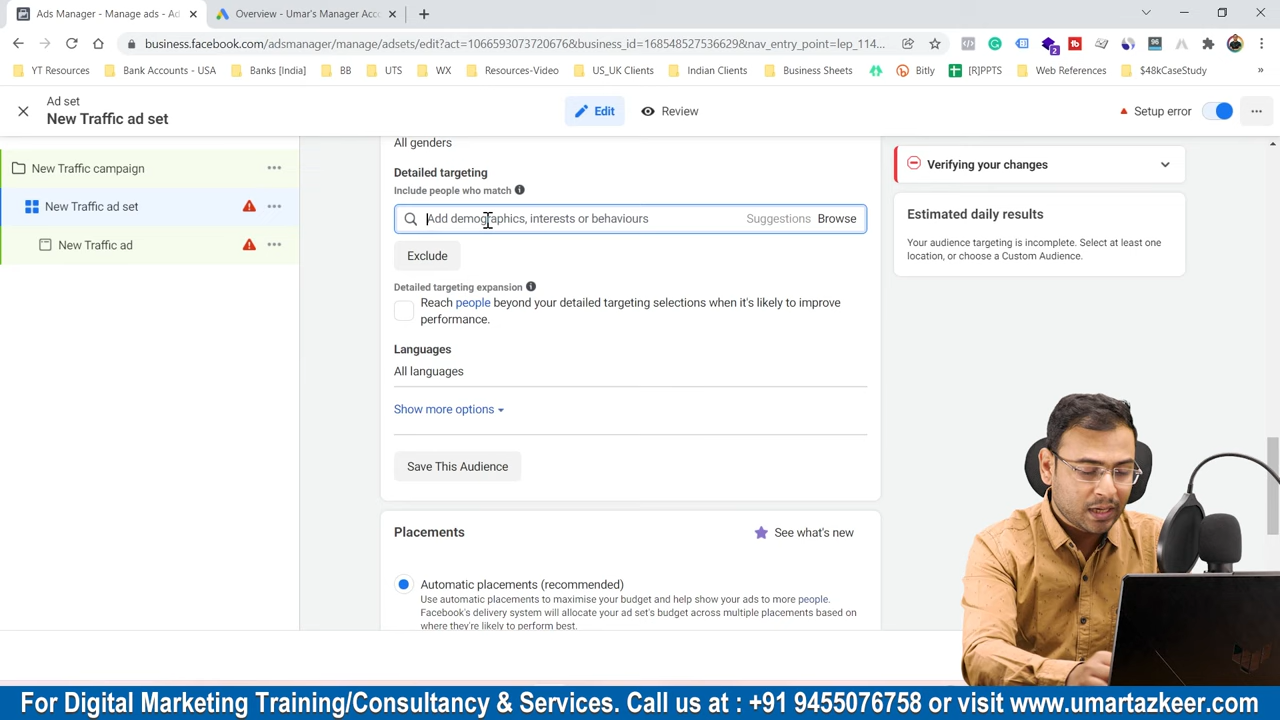 Ads Manager - Manage ads - Ad
Overview - Umar's Manager Acc
business.facebook.com/adsmanager/manage/adsets/edit?act=106659073730676&business_id=168548527536629&nav_entry_point=lep_114...
YT Resources
Bank Accounts - USA
Banks [India]
BB
UTS
WX
Resources-Video
US_UK Clients
Indian Clients
Business Sheets
Bitly
[R]PPTS
Web References
$48kCaseStudy
Ad set
New Traffic ad set
Edit
Review
Setup error
New Traffic campaign
New Traffic ad set
New Traffic ad
All genders
Detailed targeting
Include people who match
Add demographics, interests or behaviours
Suggestions
Browse
Exclude
Detailed targeting expansion
Reach people beyond your detailed targeting selections when it's likely to improve
performance.
Languages
All languages
Show more options
Save This Audience
Placements
See what's new
Automatic placements (recommended)
Use automatic placements to maximise your budget and help show your ads to more people.
Facebook's delivery system will allocate your ad set's budget across multiple placements based on
where they're likely to perform best.
Verifying your changes
Estimated daily results
Your audience targeting is incomplete. Select at least one
location, or choose a Custom Audience.
For Digital Marketing Training/Consultancy & Services. Call us at : +91 9455076758 or visit www.umartazkeer.com